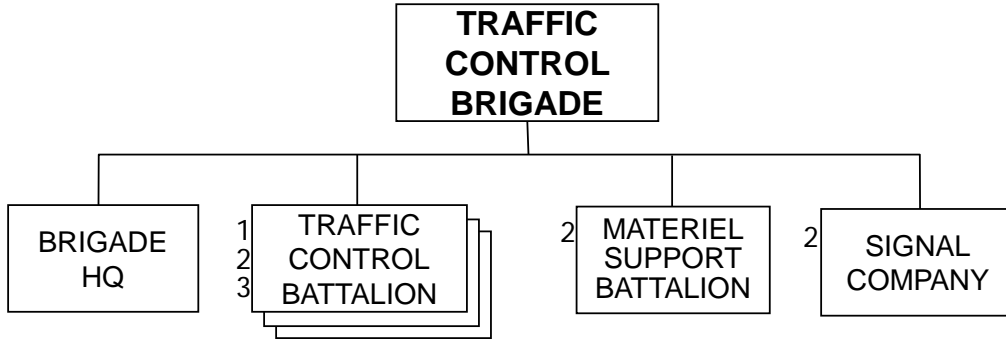 TRAFFIC
CONTROL
BRIGADE
BRIGADE
HQ
1
2
3
TRAFFIC
CONTROL
BATTALION
2
MATERIEL
SUPPORT
BATTALION
2
SIGNAL
COMPANY